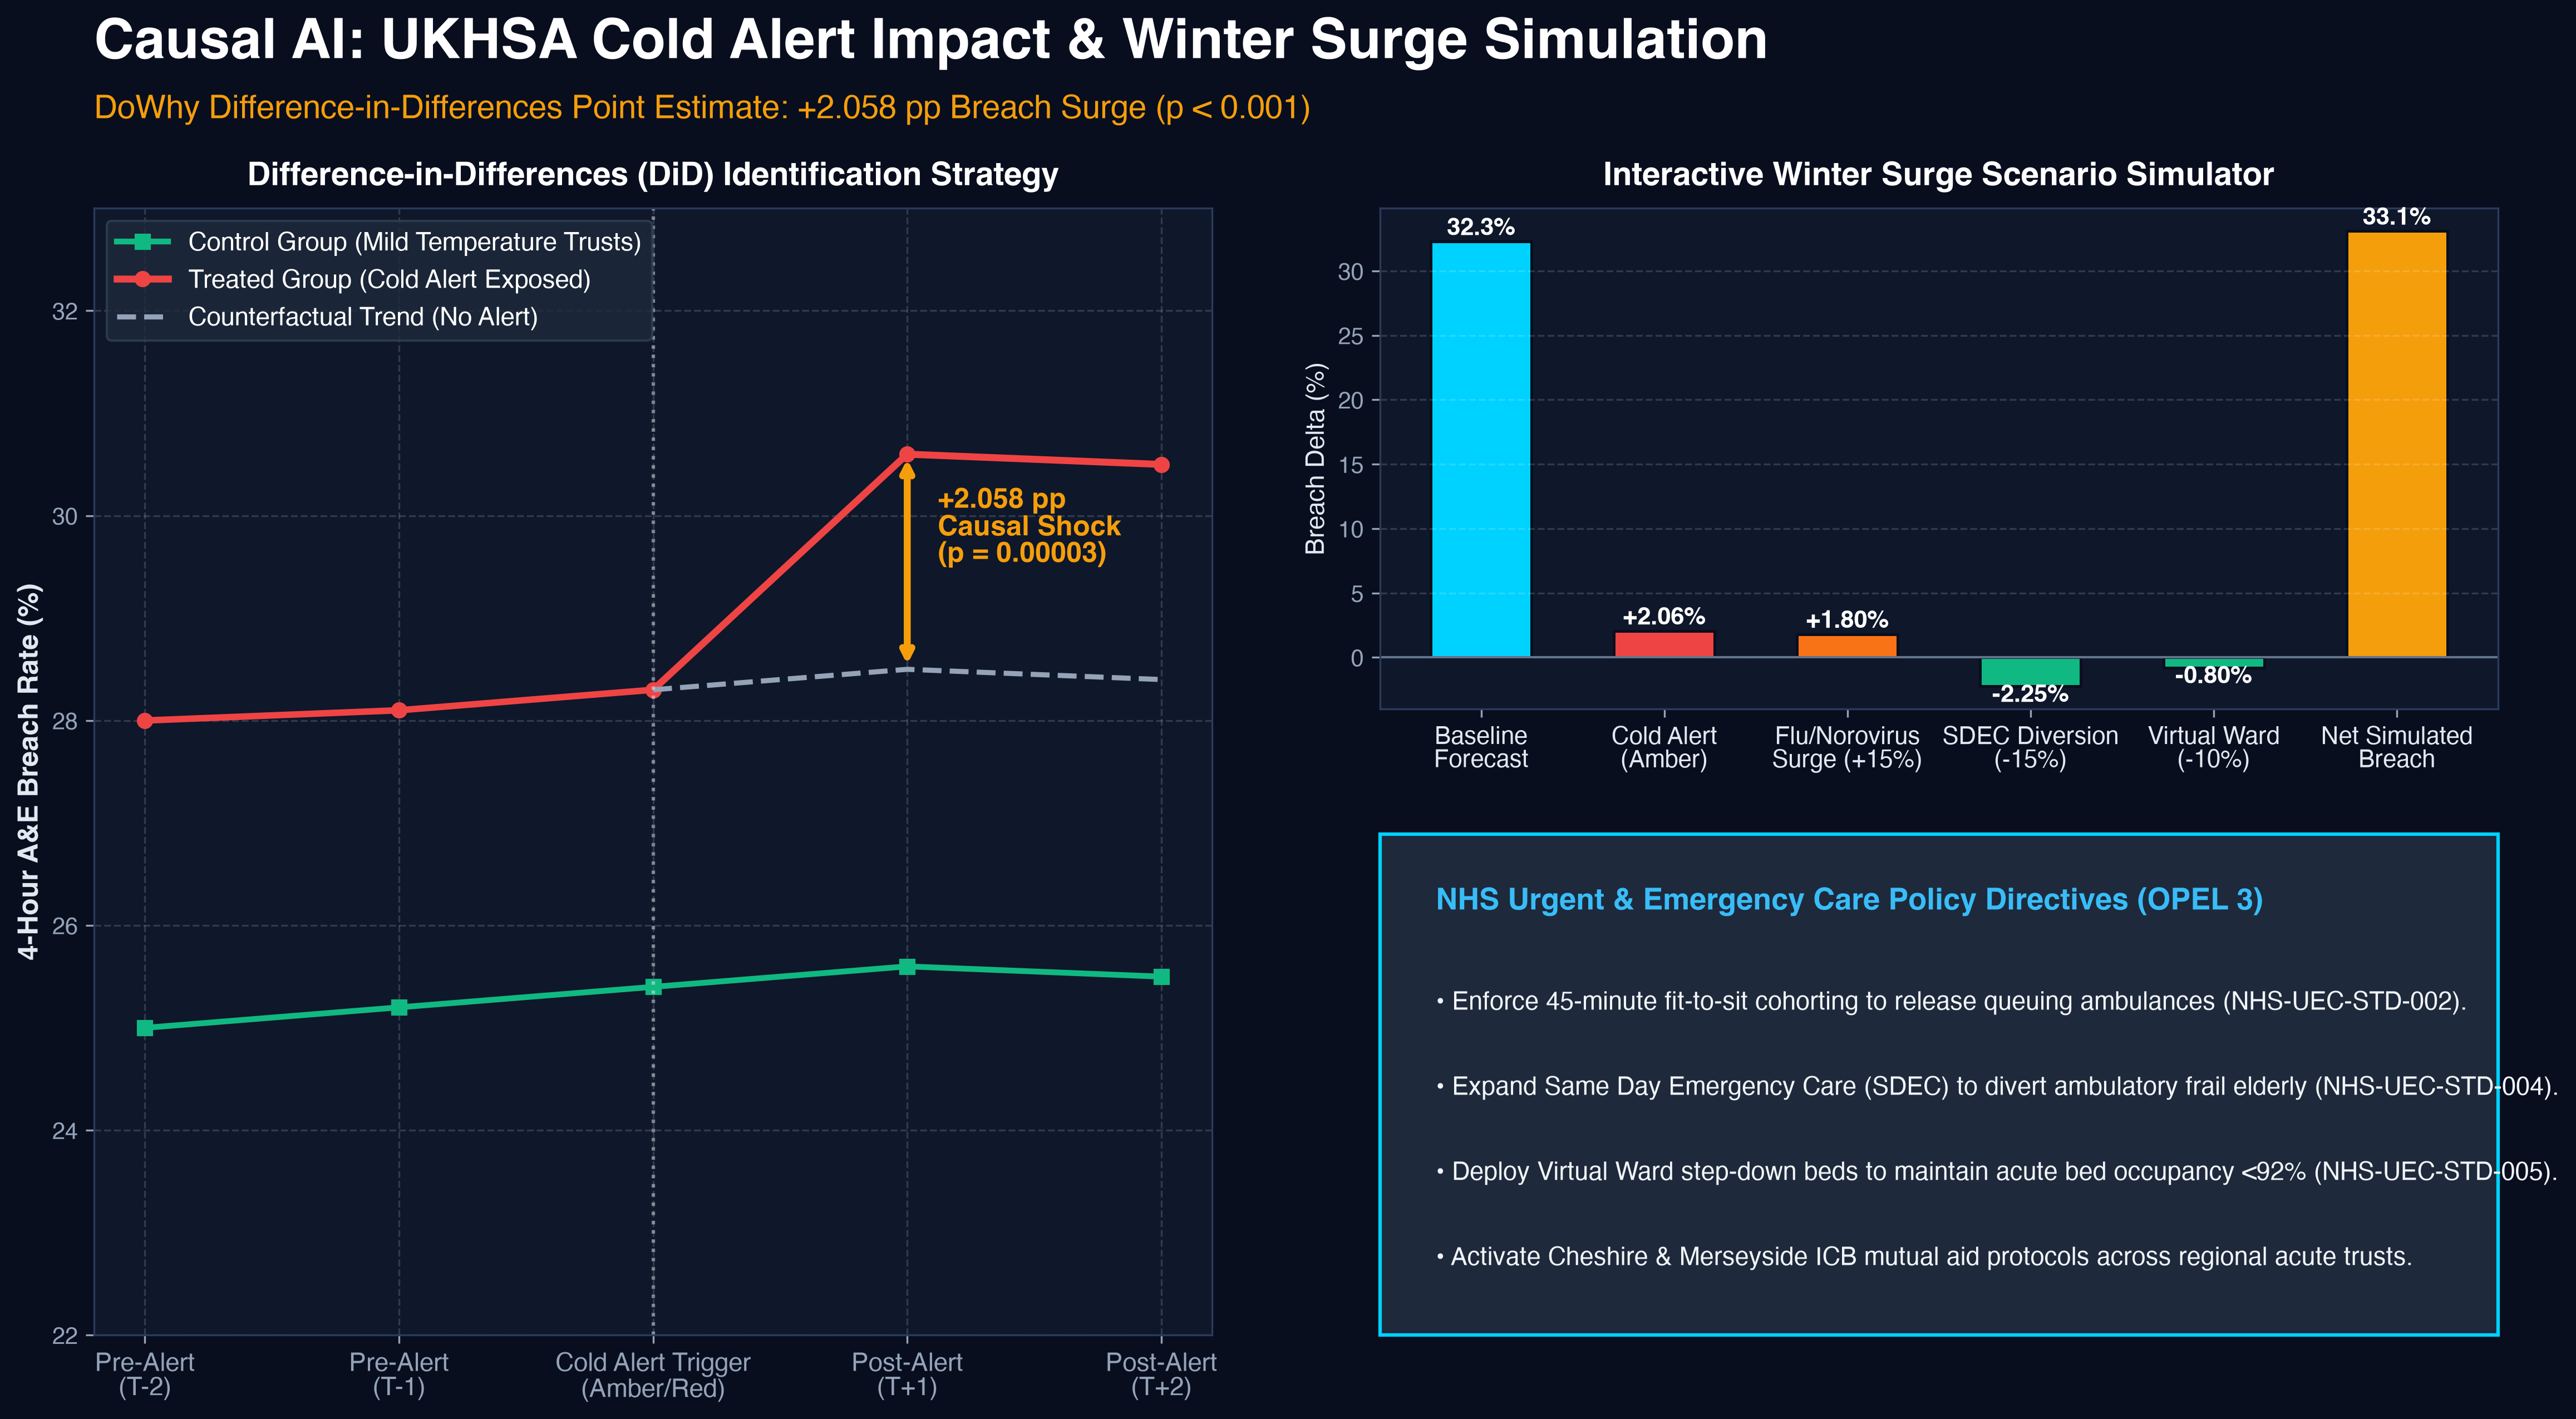 Causal AI: UKHSA Cold Alert Impact & Winter Surge Simulation
DoWhy Difference-in-Differences Point Estimate: +2.058 pp Breach Surge (p < 0.001)
Difference-in-Differences (DiD) Identification Strategy
Control Group (Mild Temperature Trusts)
Treated Group (Cold Alert Exposed)
Counterfactual Trend (No Alert)
4-Hour A&E Breach Rate (%)
32
30
28
26
24
22
+2.058 pp
Causal Shock
(p = 0.00003)
Pre-Alert
(T-2)
Pre-Alert
(T-1)
Cold Alert Trigger
(Amber/Red)
Post-Alert
(T+1)
Post-Alert
(T+2)
Interactive Winter Surge Scenario Simulator
Breach Delta (%)
30
25
20
15
10
5
0
32.3%
+2.06%
+1.80%
-2.25%
-0.80%
33.1%
Baseline
Forecast
Cold Alert
(Amber)
Flu/Norovirus
Surge (+15%)
SDEC Diversion
(-15%)
Virtual Ward
(-10%)
Net Simulated
Breach
NHS Urgent & Emergency Care Policy Directives (OPEL 3)
• Enforce 45-minute fit-to-sit cohorting to release queuing ambulances (NHS-UEC-STD-002).
• Expand Same Day Emergency Care (SDEC) to divert ambulatory frail elderly (NHS-UEC-STD-004).
• Deploy Virtual Ward step-down beds to maintain acute bed occupancy <92% (NHS-UEC-STD-005).
• Activate Cheshire & Merseyside ICB mutual aid protocols across regional acute trusts.